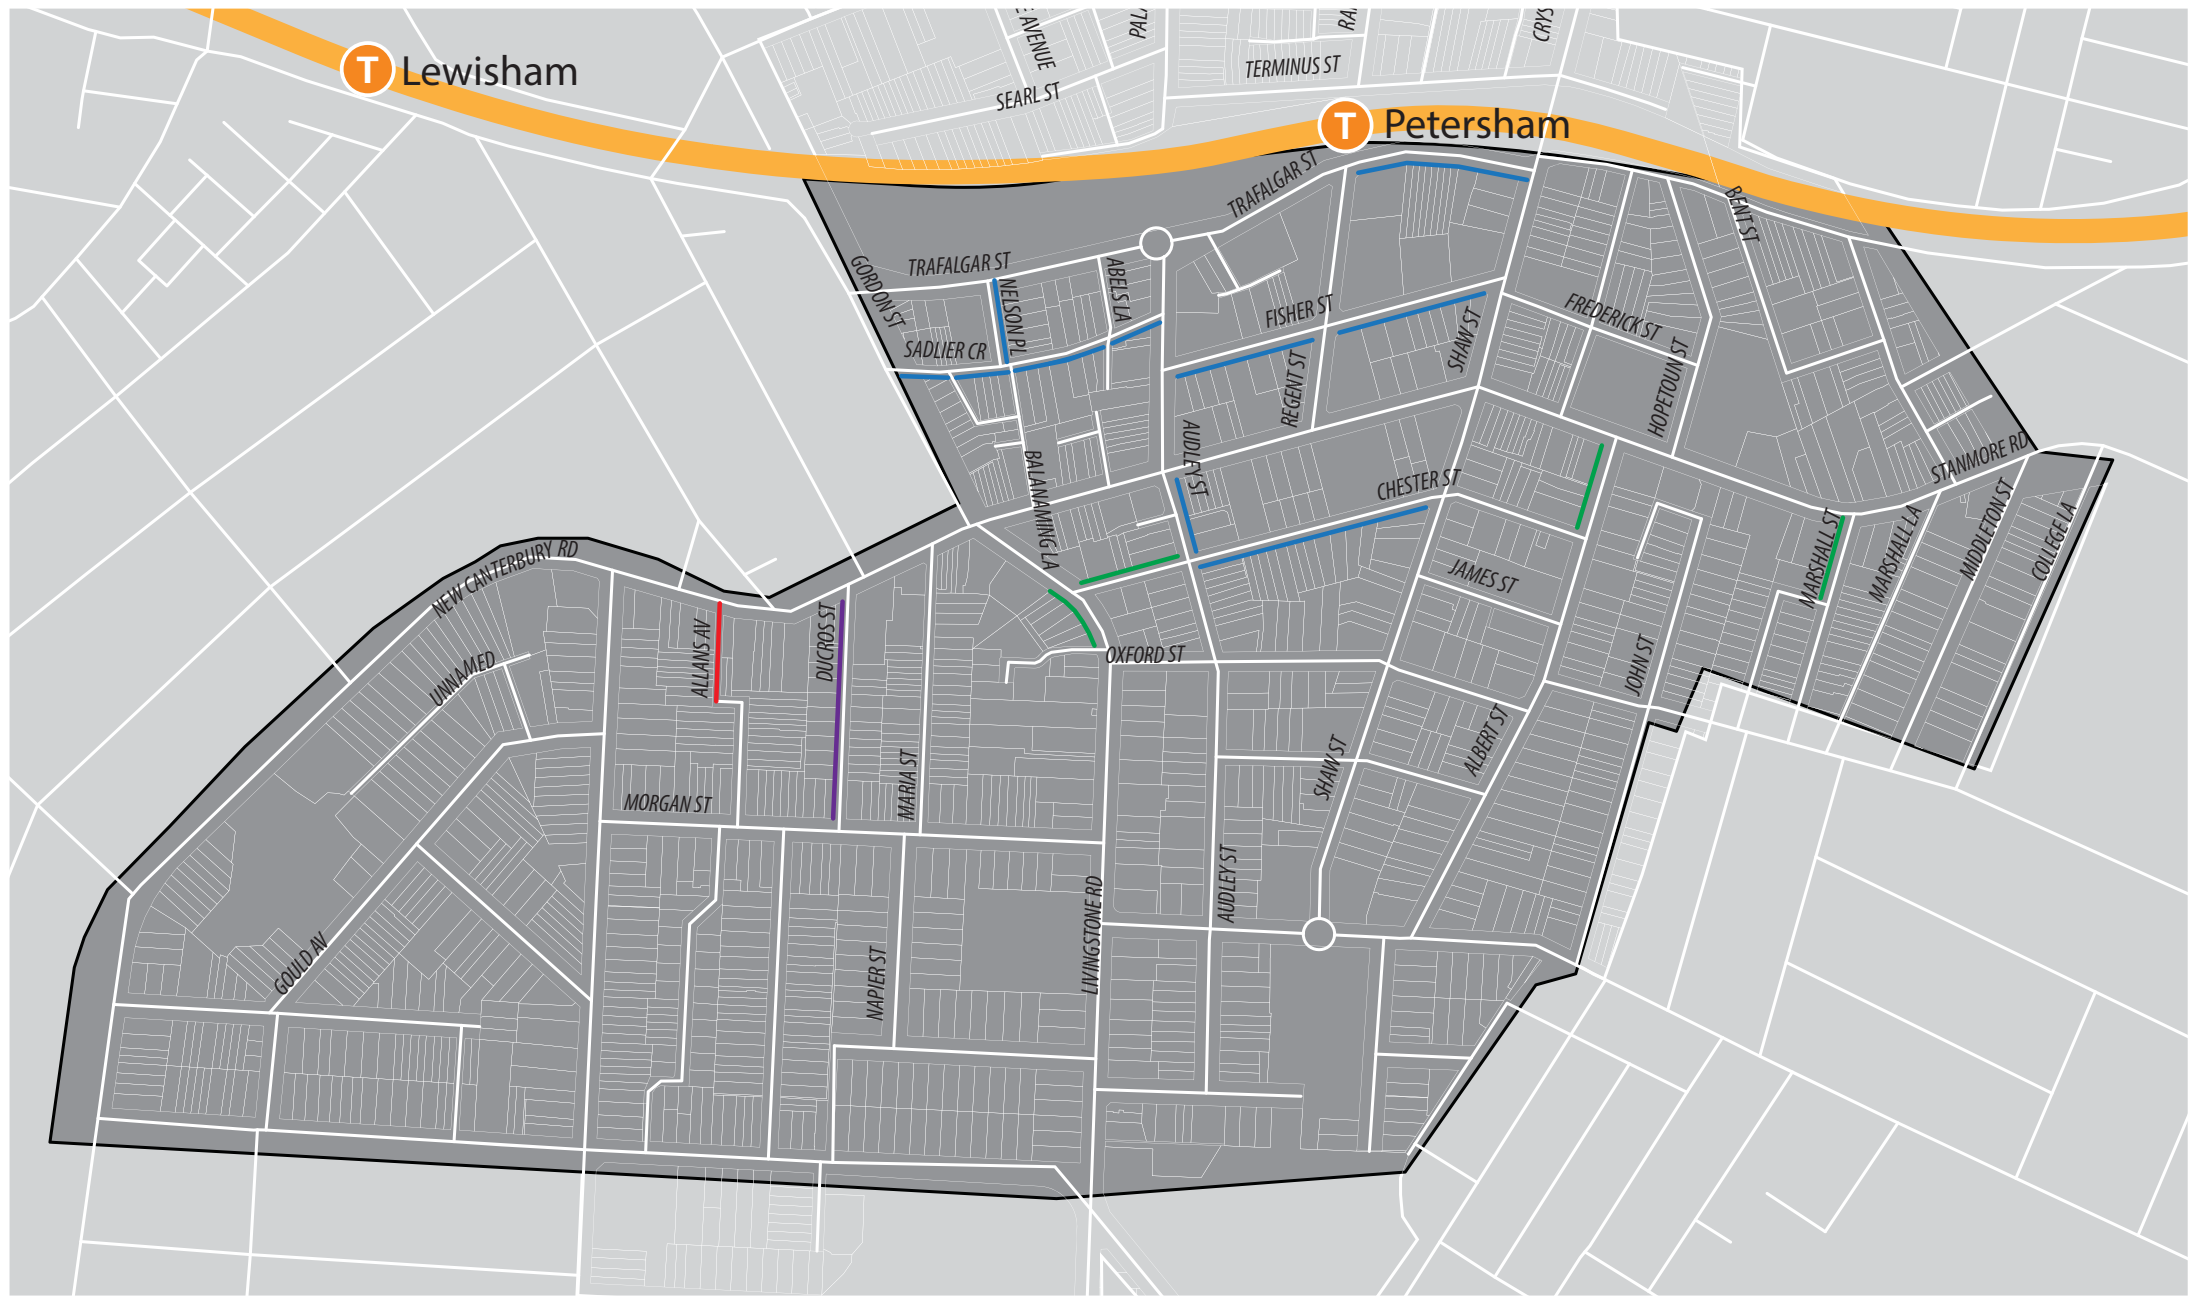 AVENUE
TERMINUS ST
T Lewisham
SEARL ST
T Petersham
TRAFALGAR ST
BENT ST
TRAFALGAR ST
GORDON ST
NELSON PL
ABELS LA
FISHER ST
FREDERICK ST
SHAW ST
SADLIER CR
REGENT ST
HOPETOUN ST
AUDLEY ST
BALANAMING LA
STANMORE RD
CHESTER ST
MARSHALL ST
MARSHALL LA
MIDDLETON ST
COLLEGE LA
NEW CANTERBURY RD
JAMES ST
ALLANS AV
DUCROS ST
OXFORD ST
JOHN ST
UNNAMED
ALBERT ST
SHAW ST
MARIA ST
MORGAN ST
AUDLEY ST
LIVINGSTONE RD
GOULD AV
NAPIER ST